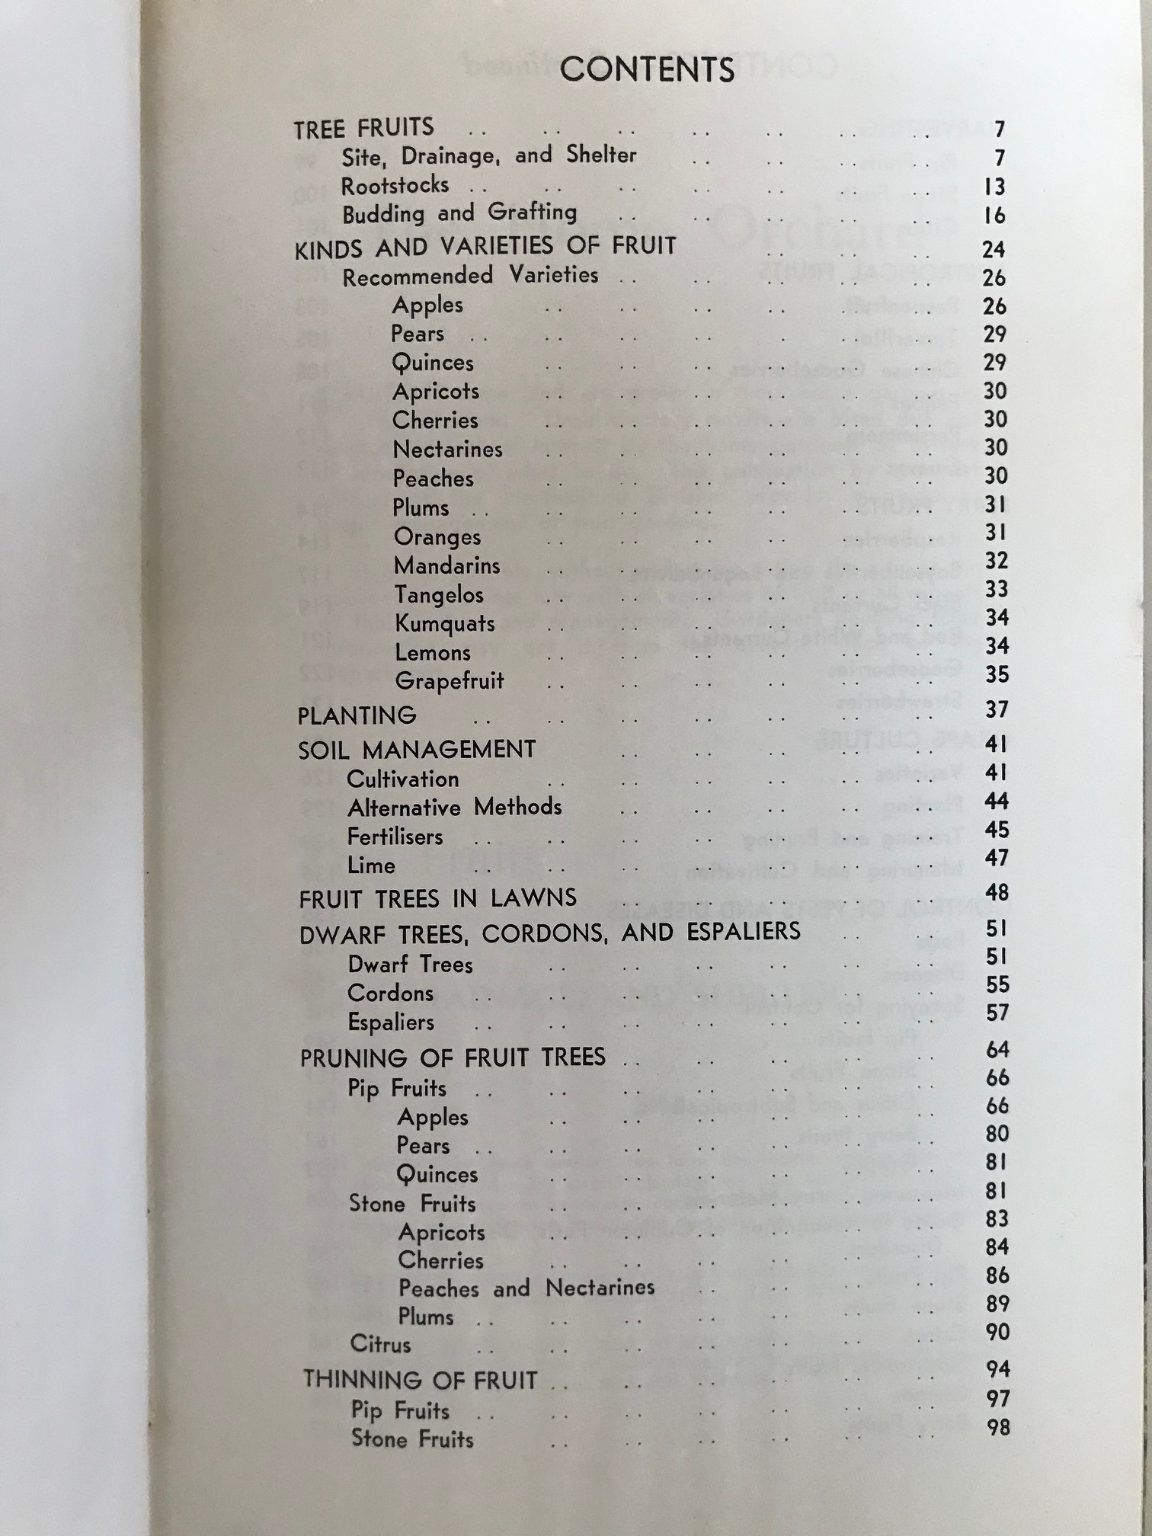 CONTENTS
TREE FRUITS .. .. .. .. .. .. .. 7
Site, Drainage, and Shelter .. .. .. .. 7
Rootstocks .. .. .. .. .. .. .. 13
Budding and Grafting .. .. .. .. .. 16
KINDS AND VARIETIES OF FRUIT .. .. .. 24
Recommended Varieties .. .. .. .. .. 26
Apples .. .. .. .. .. .. 26
Pears .. .. .. .. .. .. .. 29
Quinces .. .. .. .. .. .. 29
Apricots .. .. .. .. .. .. 30
Cherries .. .. .. .. .. .. 30
Nectarines .. .. .. .. .. .. 30
Peaches .. .. .. .. .. .. 30
Plums .. .. .. .. .. .. .. 31
Oranges .. .. .. .. .. .. 31
Mandarins .. .. .. .. .. .. 32
Tangelos .. .. .. .. .. .. 33
Kumquats .. .. .. .. .. .. 34
Lemons .. .. .. .. .. .. 34
Grapefruit .. .. .. .. .. .. 35
PLANTING .. .. .. .. .. .. .. 37
SOIL MANAGEMENT .. .. .. .. .. 41
Cultivation .. .. .. .. .. .. 41
Alternative Methods .. .. .. .. .. 44
Fertilisers .. .. .. .. .. .. .. 45
Lime .. .. .. .. .. .. .. 47
FRUIT TREES IN LAWNS .. .. .. .. .. 48
DWARF TREES, CORDONS, AND ESPALIERS .. .. 51
Dwarf Trees .. .. .. .. .. .. 51
Cordons .. .. .. .. .. .. .. 55
Espaliers .. .. .. .. .. .. .. 57
PRUNING OF FRUIT TREES .. .. .. .. .. 64
Pip Fruits .. .. .. .. .. .. .. 66
Apples .. .. .. .. .. .. 66
Pears .. .. .. .. .. .. .. 80
Quinces .. .. .. .. .. .. 81
Stone Fruits .. .. .. .. .. .. 81
Apricots .. .. .. .. .. .. 83
Cherries .. .. .. .. .. .. 84
Peaches and Nectarines .. .. .. .. 86
Plums .. .. .. .. .. .. .. 89
Citrus .. .. .. .. .. .. .. 90
THINNING OF FRUIT .. .. .. .. .. .. 94
Pip Fruits .. .. .. .. .. .. .. 97
Stone Fruits .. .. .. .. .. .. 98